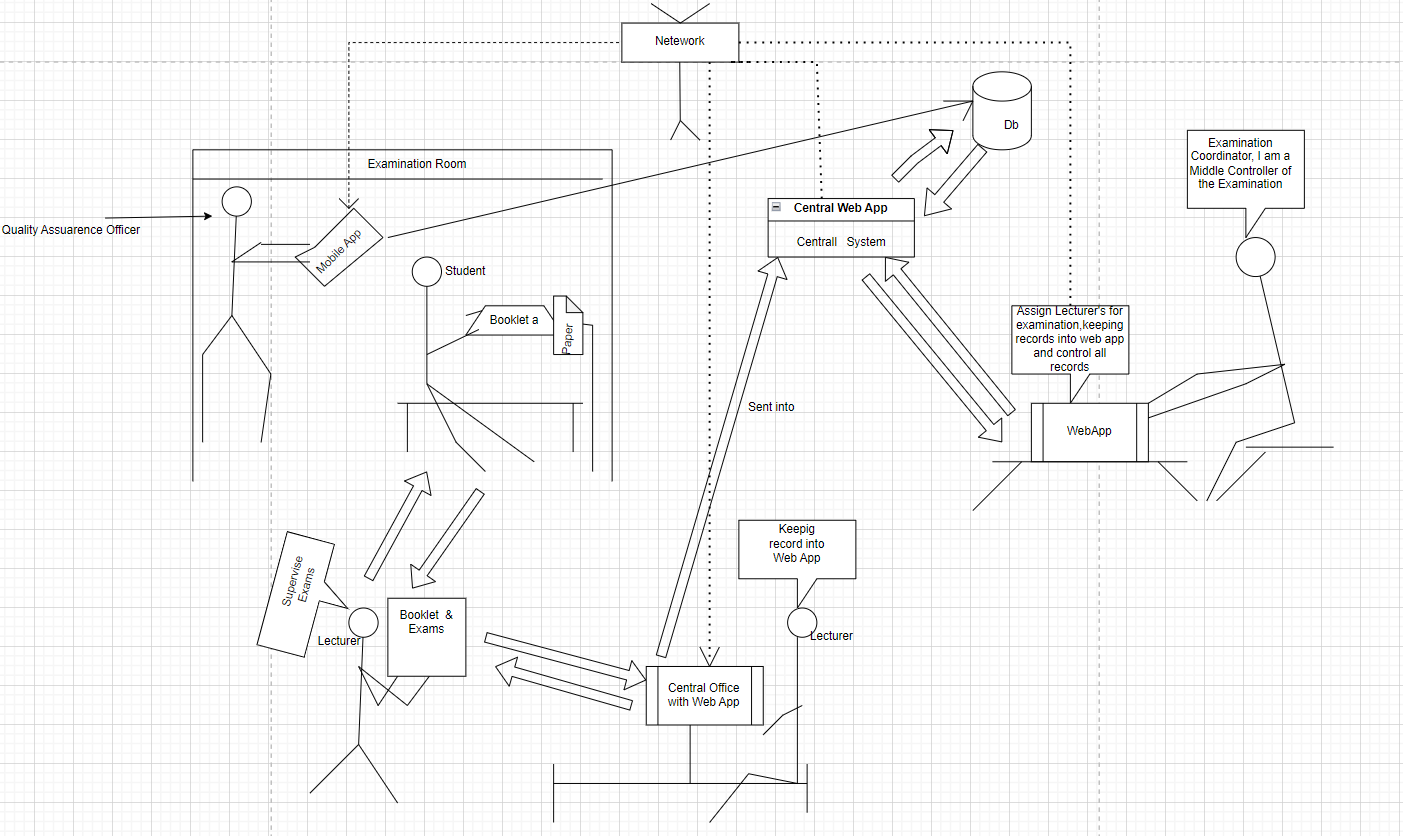 Netework
Db
Examination Room
Examination
Coordinator, I am a
Middle Controller of
the Examination
Central Web App
Centrall System
Quality Assuarence Officer
Mobile App
Student
Booklet a
Paper
Assign Lecturer's for
examination,keeping
records into web app
and control all
records
Sent into
WebApp
Keepig
record into
Web App
Supervise
Exams
Booklet &
Exams
Lecturer
Lecturer
Central Office
with Web App